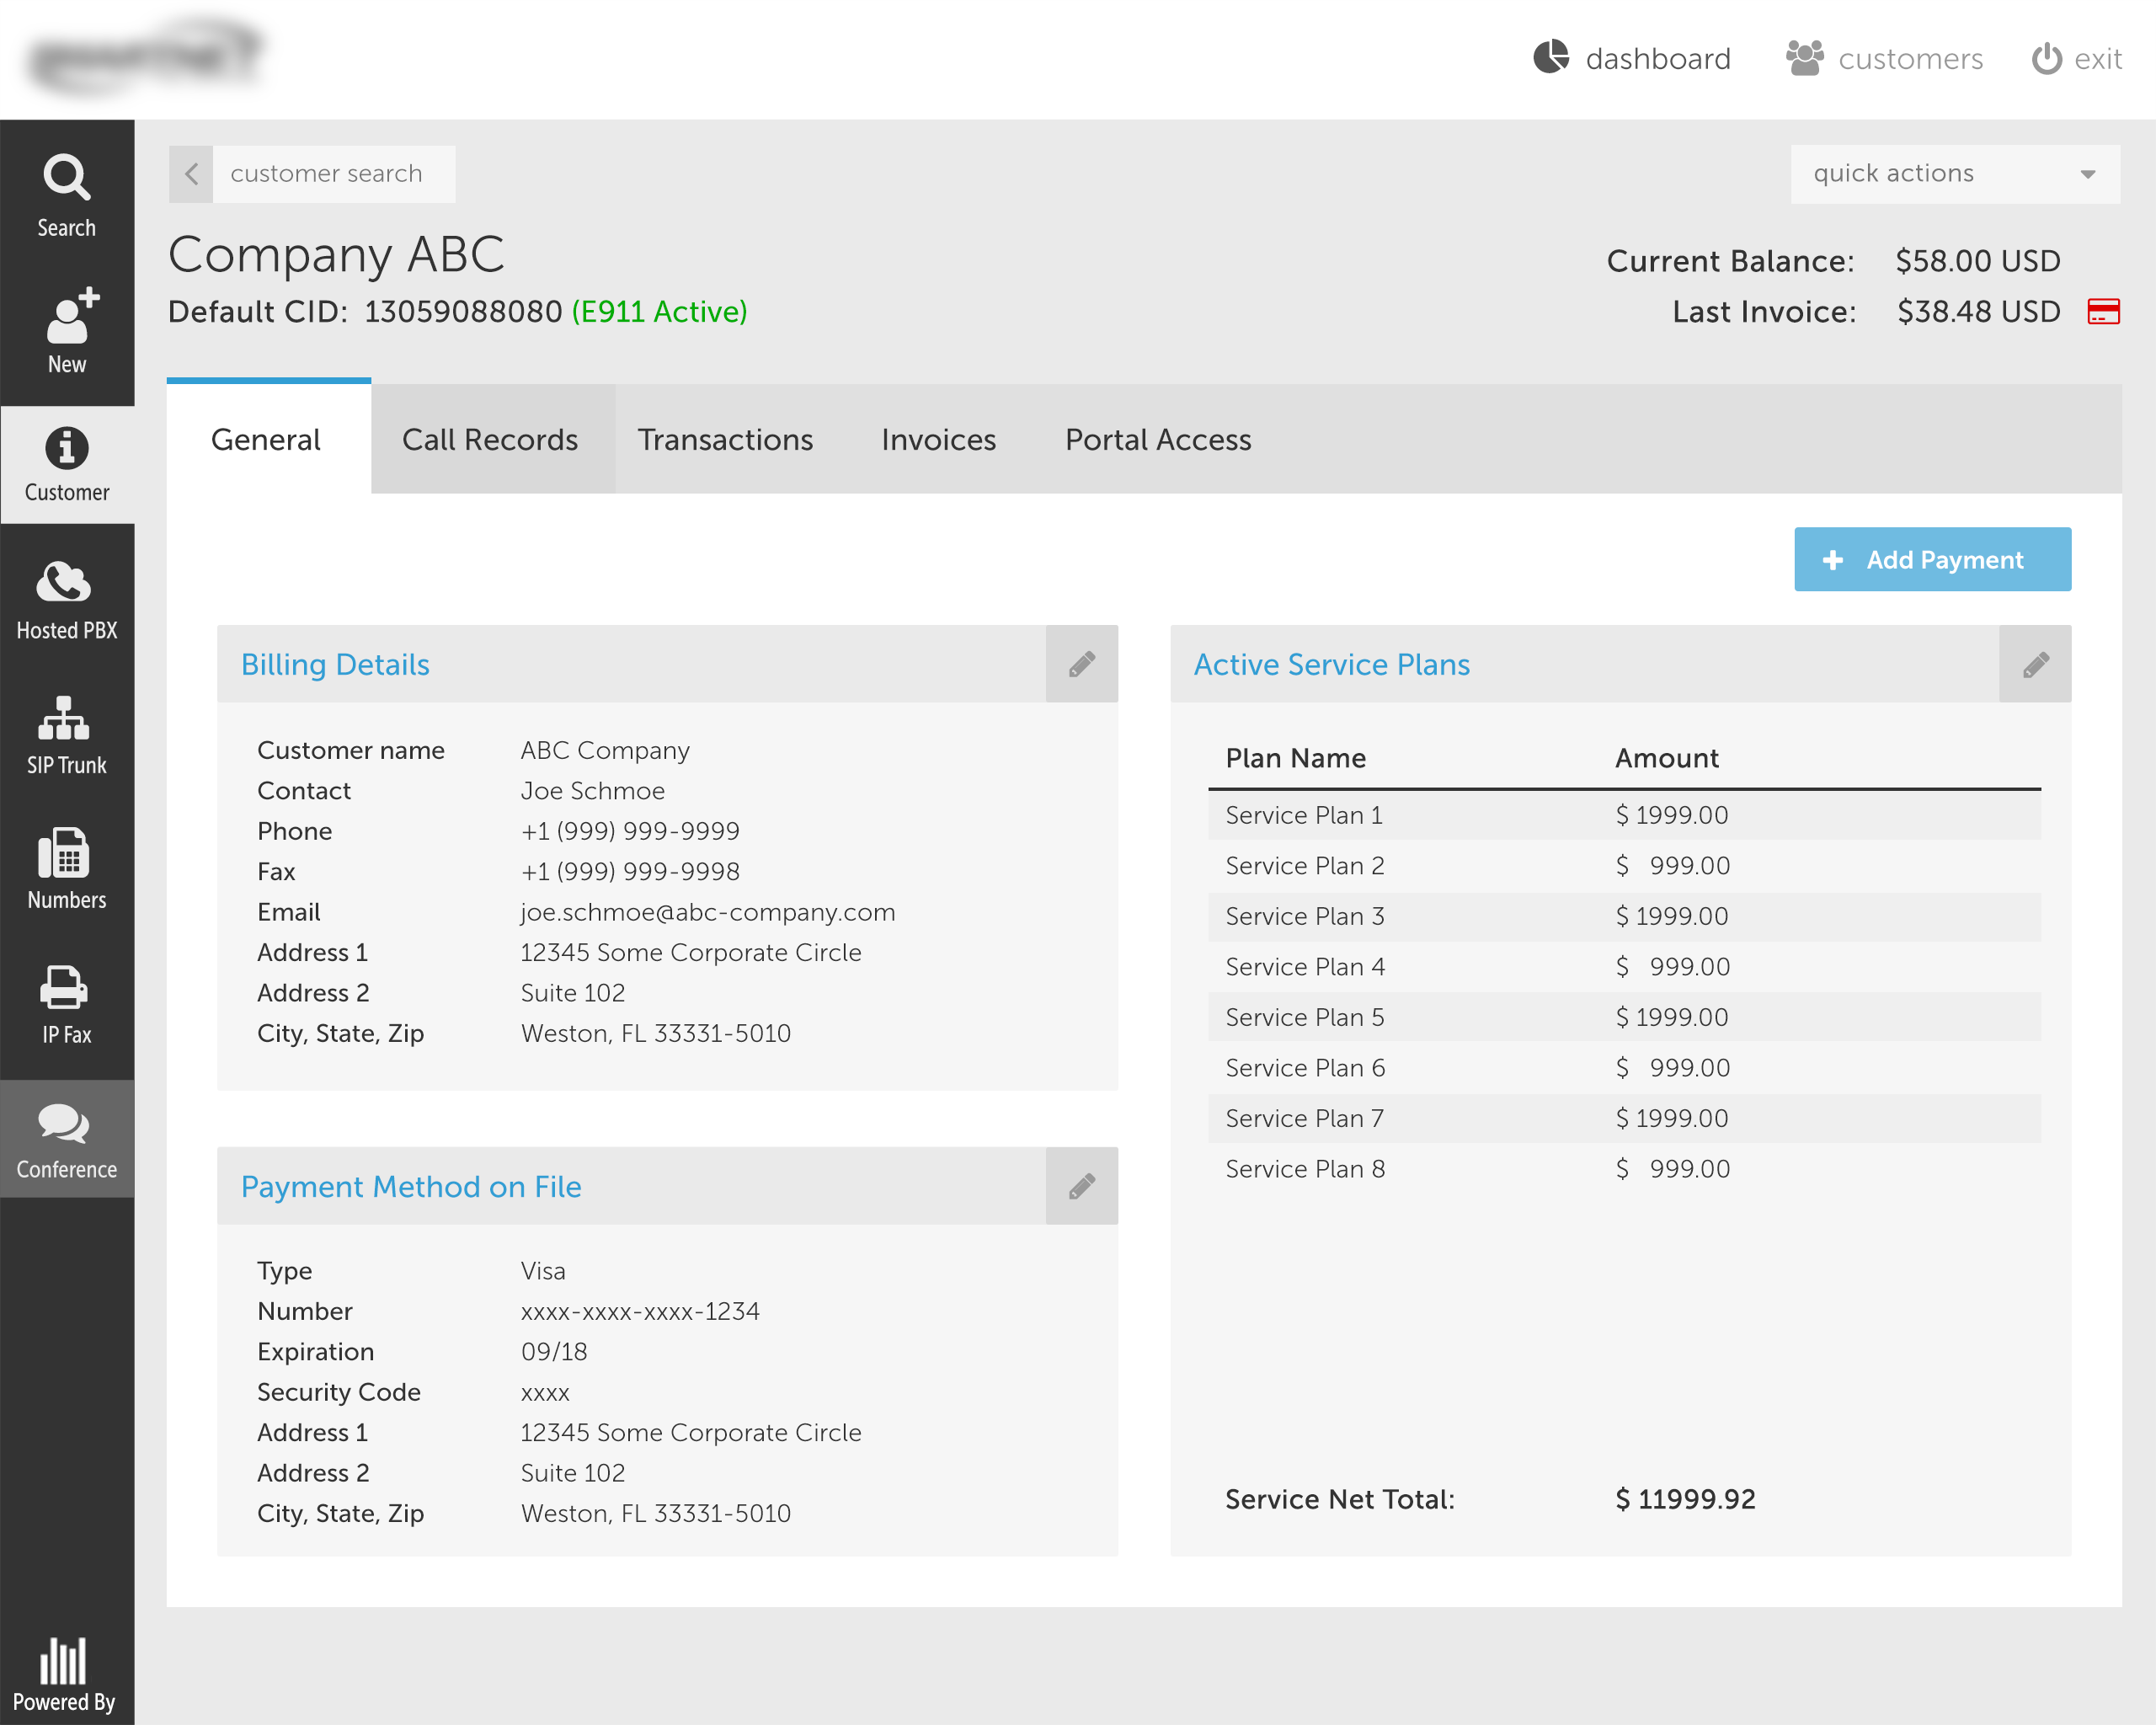 dashboard customers exit
customer search quick actions
Search
Company ABC
Current Balance: $58.00 USD
Default CID: 13059088080 (E911 Active)
Last Invoice: $38.48 USD
New
General Call Records Transactions Invoices Portal Access
Customer
Add Payment
Hosted PBX
SIP Trunk
Numbers
IP Fax
Conference
Powered By
Billing Details
Customer name ABC Company
Contact Joe Schmoe
Phone +1 (999) 999-9999
Fax +1 (999) 999-9998
Email joe.schmoe@abc-company.com
Address 1 12345 Some Corporate Circle
Address 2 Suite 102
City, State, Zip Weston, FL 33331-5010
Payment Method on File
Type Visa
Number xxxx-xxxx-xxxx-1234
Expiration 09/18
Security Code xxxx
Address 1 12345 Some Corporate Circle
Address 2 Suite 102
City, State, Zip Weston, FL 33331-5010
Active Service Plans
Plan Name Amount
Service Plan 1 $ 1999.00
Service Plan 2 $ 999.00
Service Plan 3 $ 1999.00
Service Plan 4 $ 999.00
Service Plan 5 $ 1999.00
Service Plan 6 $ 999.00
Service Plan 7 $ 1999.00
Service Plan 8 $ 999.00
Service Net Total: $ 11999.92